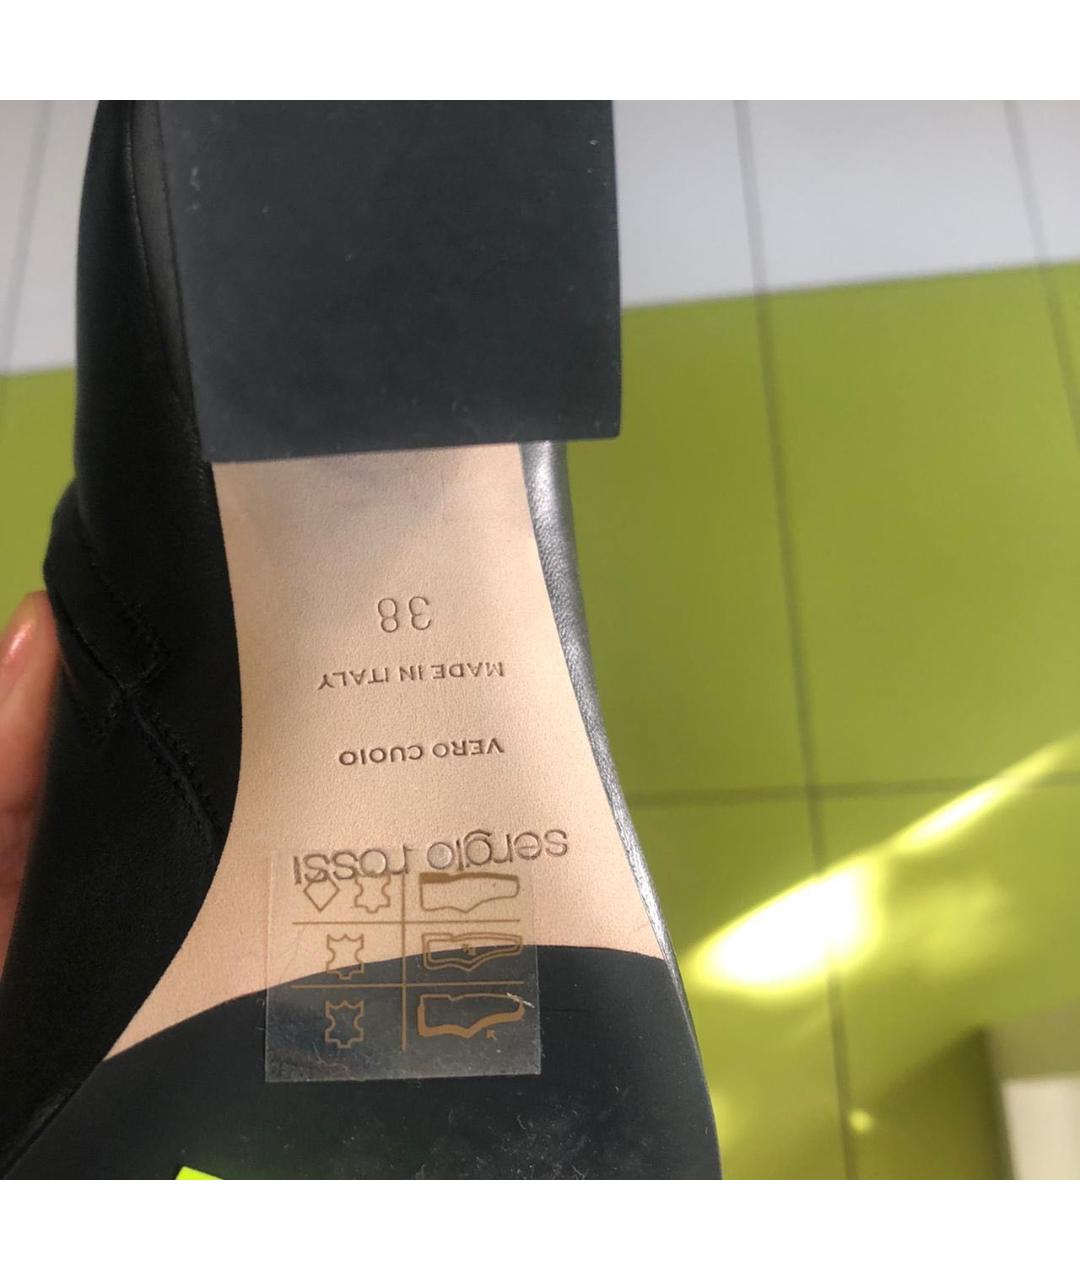 sergio rossi
VERO CUOIO
MADE IN ITALY
38